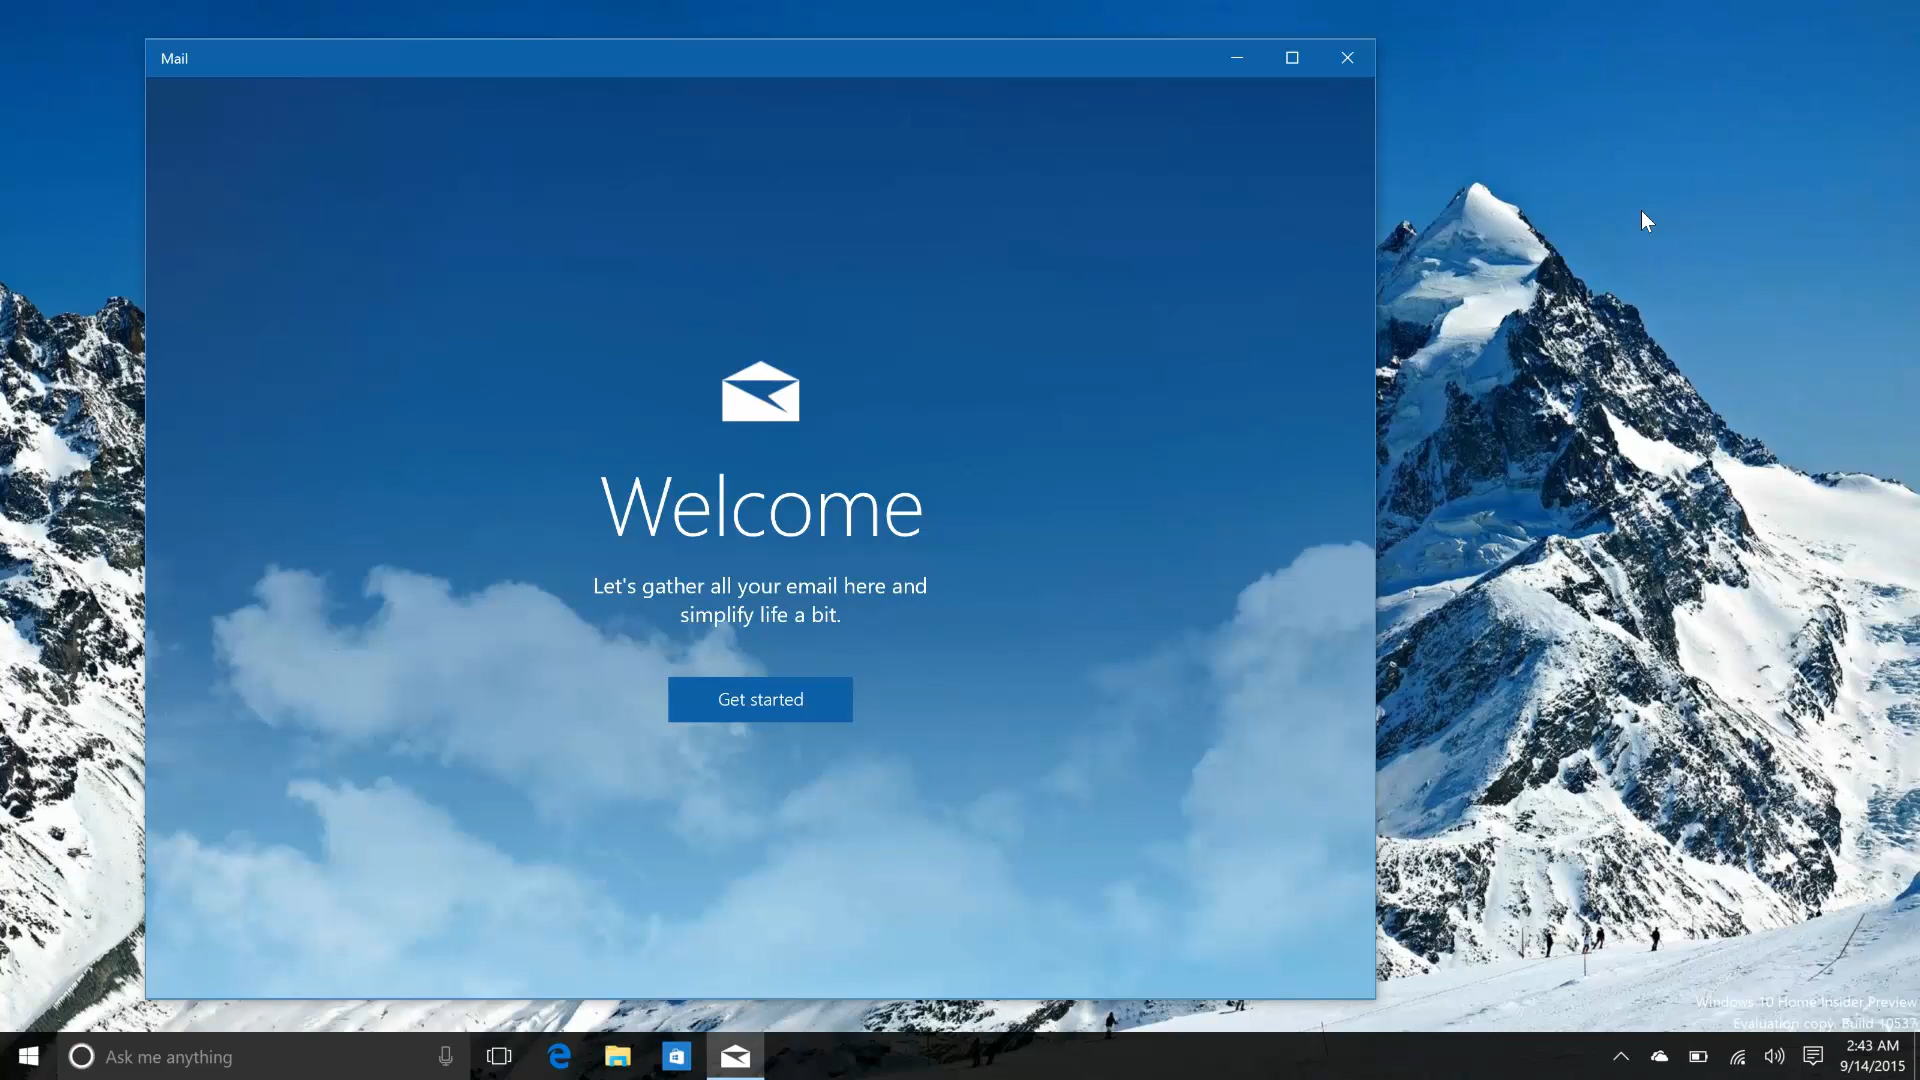 Mail
Welcome
Let's gather all your email here and
simplify life a bit.
Get started
Windows 10 Home Insider Preview
Evaluation copy. Build 10537
Ask me anything
2:43 AM
9/14/2015